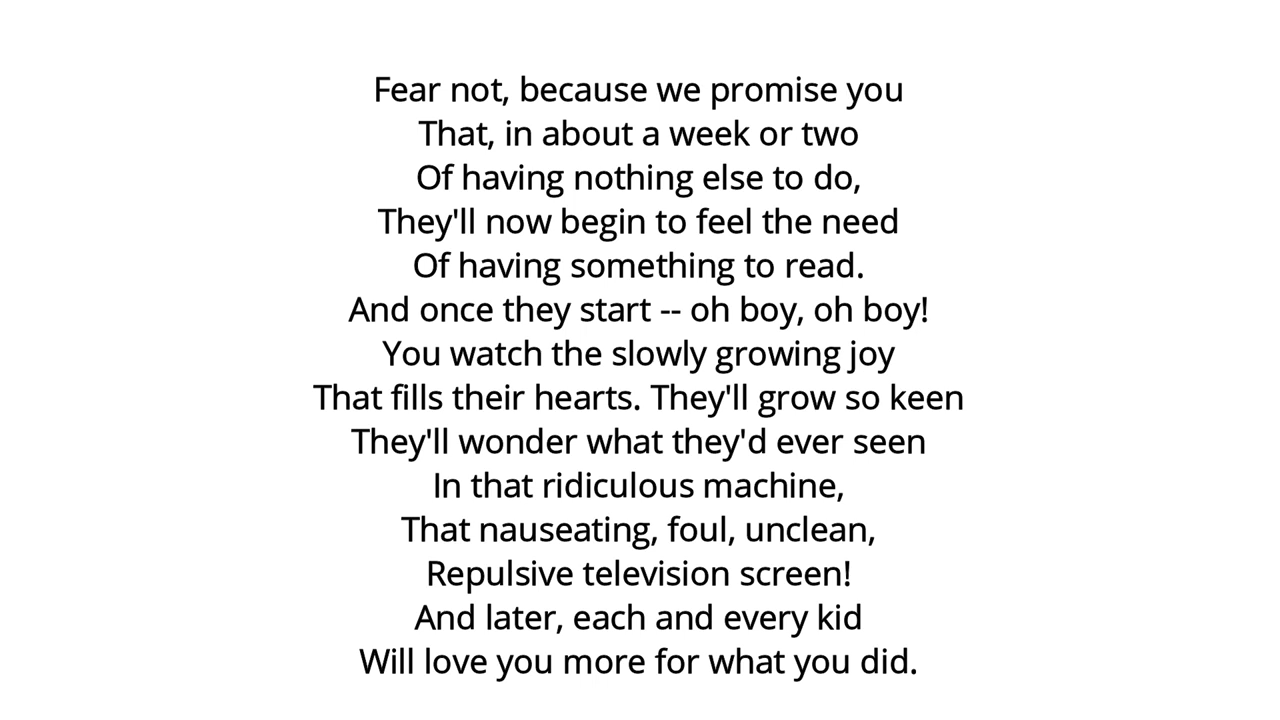 Fear not, because we promise you
That, in about a week or two
Of having nothing else to do,
They'll now begin to feel the need
Of having something to read.
And once they start -- oh boy, oh boy!
You watch the slowly growing joy
That fills their hearts. They'll grow so keen
They'll wonder what they'd ever seen
In that ridiculous machine,
That nauseating, foul, unclean,
Repulsive television screen!
And later, each and every kid
Will love you more for what you did.